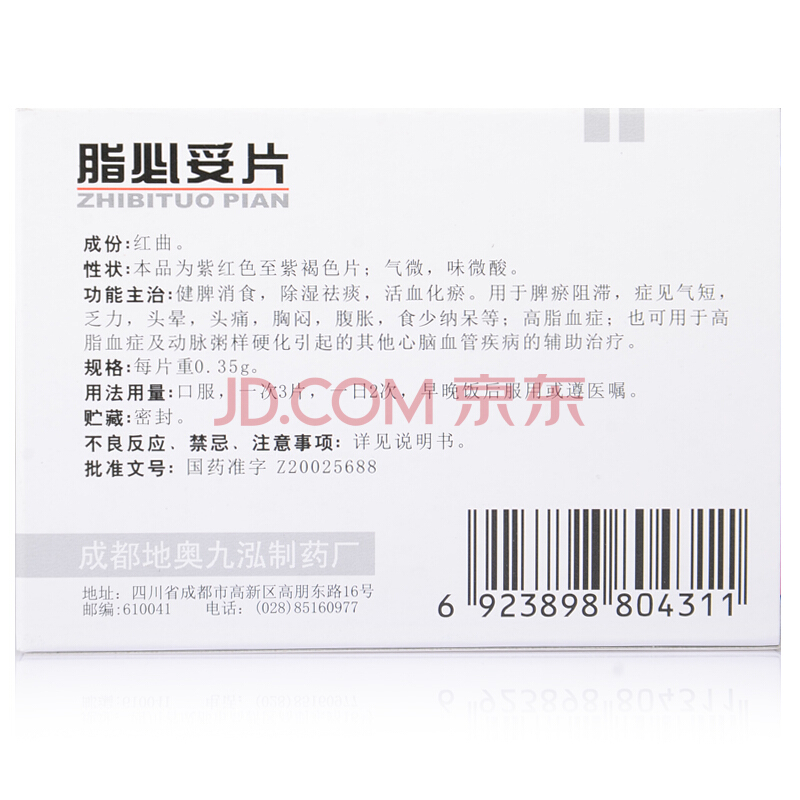 脂必妥片
ZHIBITUO PIAN
成份:红曲。
性状:本品为紫红色至紫褐色片；气微，味微酸。
功能主治:健脾消食，除湿祛痰，活血化瘀。用于脾瘀阻滞，症见气短，
乏力，头晕，头痛，胸闷，腹胀，食少纳呆等；高脂血症；也可用于高
脂血症及动脉粥样硬化引起的其他心脑血管疾病的辅助治疗。
规格:每片重0.35g。
用法用量:口服，一次3片，一日2次，早晚饭后服用或遵医嘱。
JD.COM 京东
贮藏:密封。
不良反应、禁忌、注意事项:详见说明书。
批准文号:国药准字 Z20025688
成都地奥九泓制药厂
地址: 四川省成都市高新区高朋东路16号
邮编:610041 电话: (028)85160977
6 923898 804311